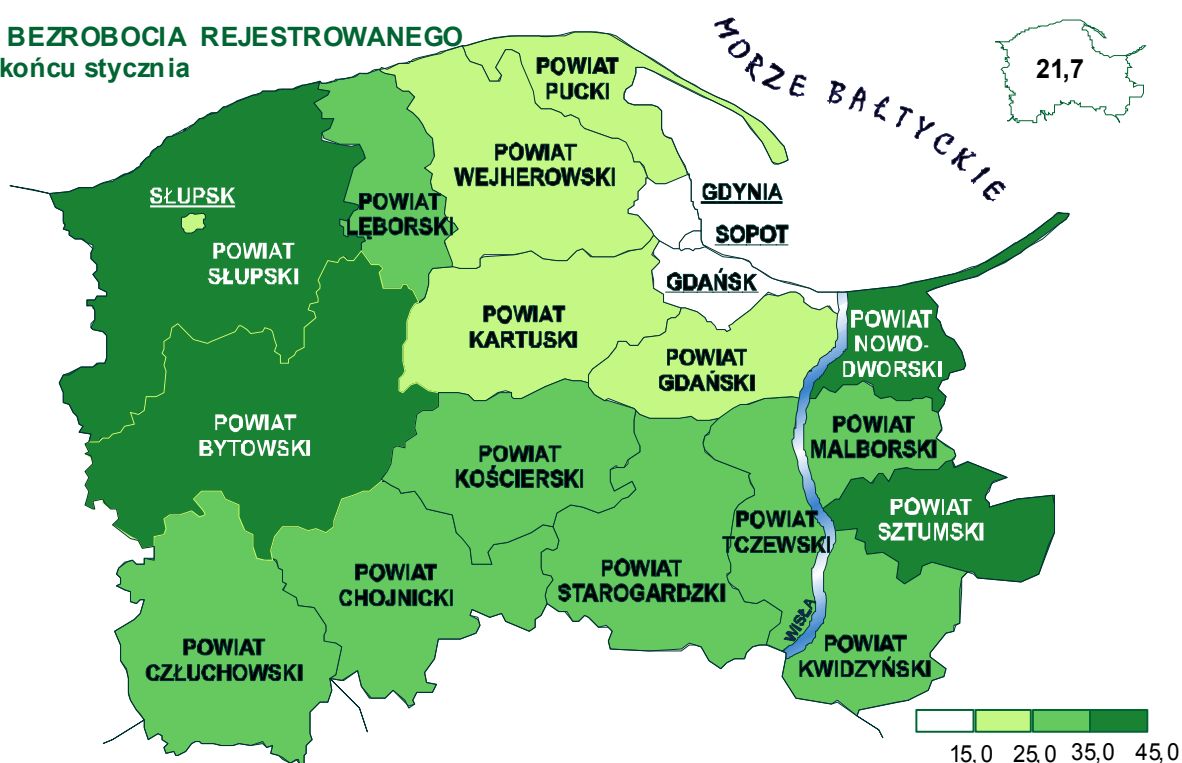 BEZROBOCIA REJESTROWANEGO
końcu stycznia
MORZE BAŁTYCKIE
21,7
POWIAT
PUCKI
POWIAT
WEJHEROWSKI
SŁUPSK
POWIAT
SŁUPSKI
POWIAT
LĘBORSKI
GDYNIA
SOPOT
GDAŃSK
POWIAT
KARTUSKI
POWIAT
GDAŃSKI
POWIAT
NOWO-
DWORSKI
POWIAT
BYTOWSKI
POWIAT
KOŚCIERSKI
POWIAT
MALBORSKI
POWIAT
SZTUMSKI
POWIAT
TCZEWSKI
POWIAT
CHOJNICKI
POWIAT
STAROGARDZKI
WISŁA
POWIAT
CZŁUCHOWSKI
POWIAT
KWIDZYŃSKI
15,0 25,0 35,0 45,0